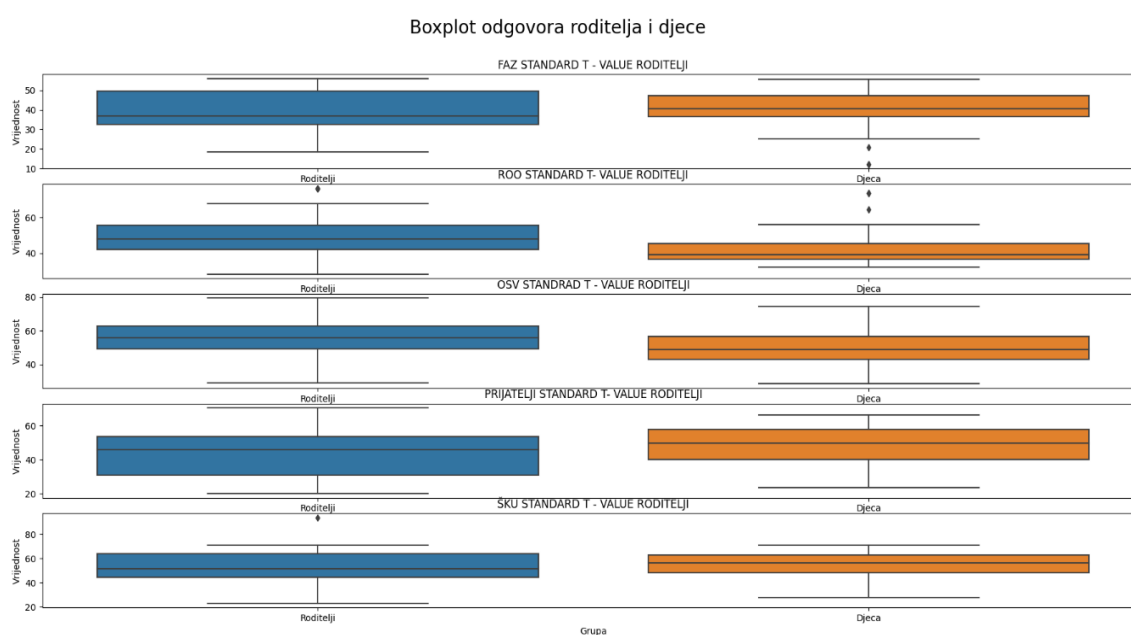 Boxplot odgovora roditelja i djece
FAZ STANDARD T - VALUE RODITELJI
Vrijednost
50
40
30
20
10
Roditelji
Djeca
ROO STANDARD T- VALUE RODITELJI
Vrijednost
60
40
Roditelji
Djeca
OSV STANDRAD T - VALUE RODITELJI
Vrijednost
80
60
40
Roditelji
Djeca
PRIJATELJI STANDARD T- VALUE RODITELJI
Vrijednost
60
40
20
Roditelji
Djeca
ŠKU STANDARD T - VALUE RODITELJI
Vrijednost
80
60
40
20
Roditelji
Djeca
Grupa